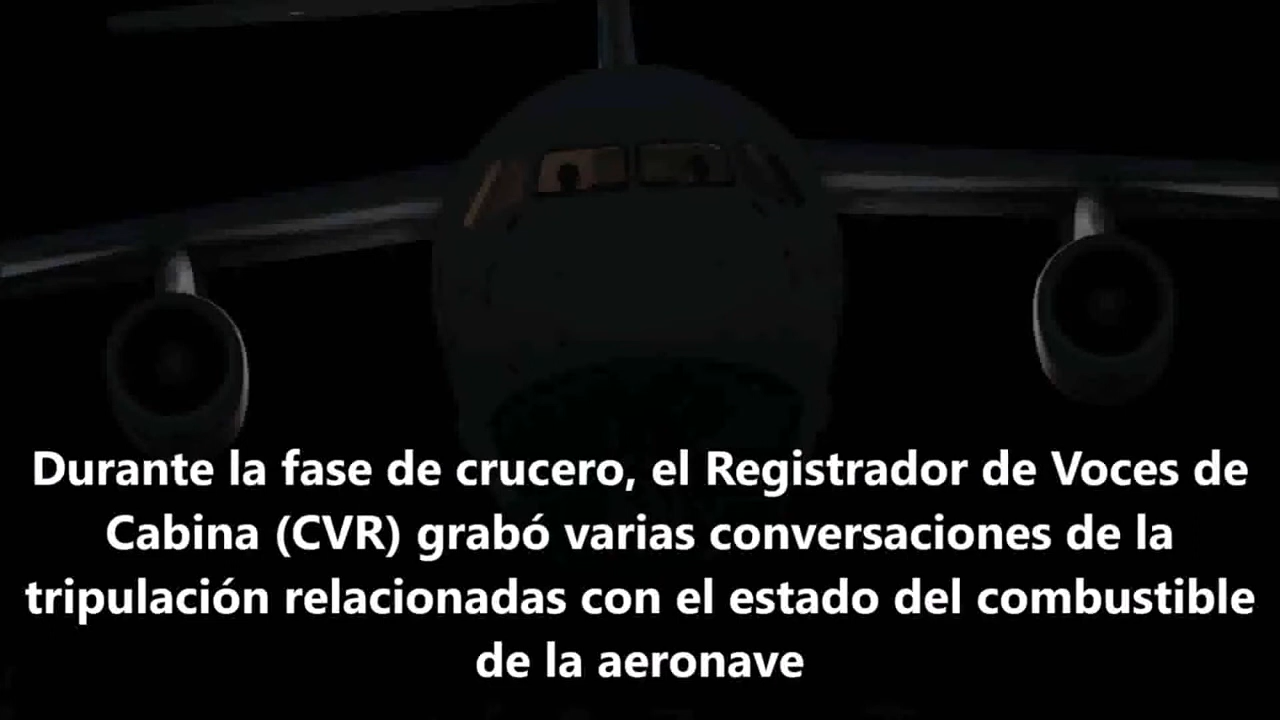 Durante la fase de crucero, el Registrador de Voces de
Cabina (CVR) grabó varias conversaciones de la
tripulación relacionadas con el estado del combustible
de la aeronave